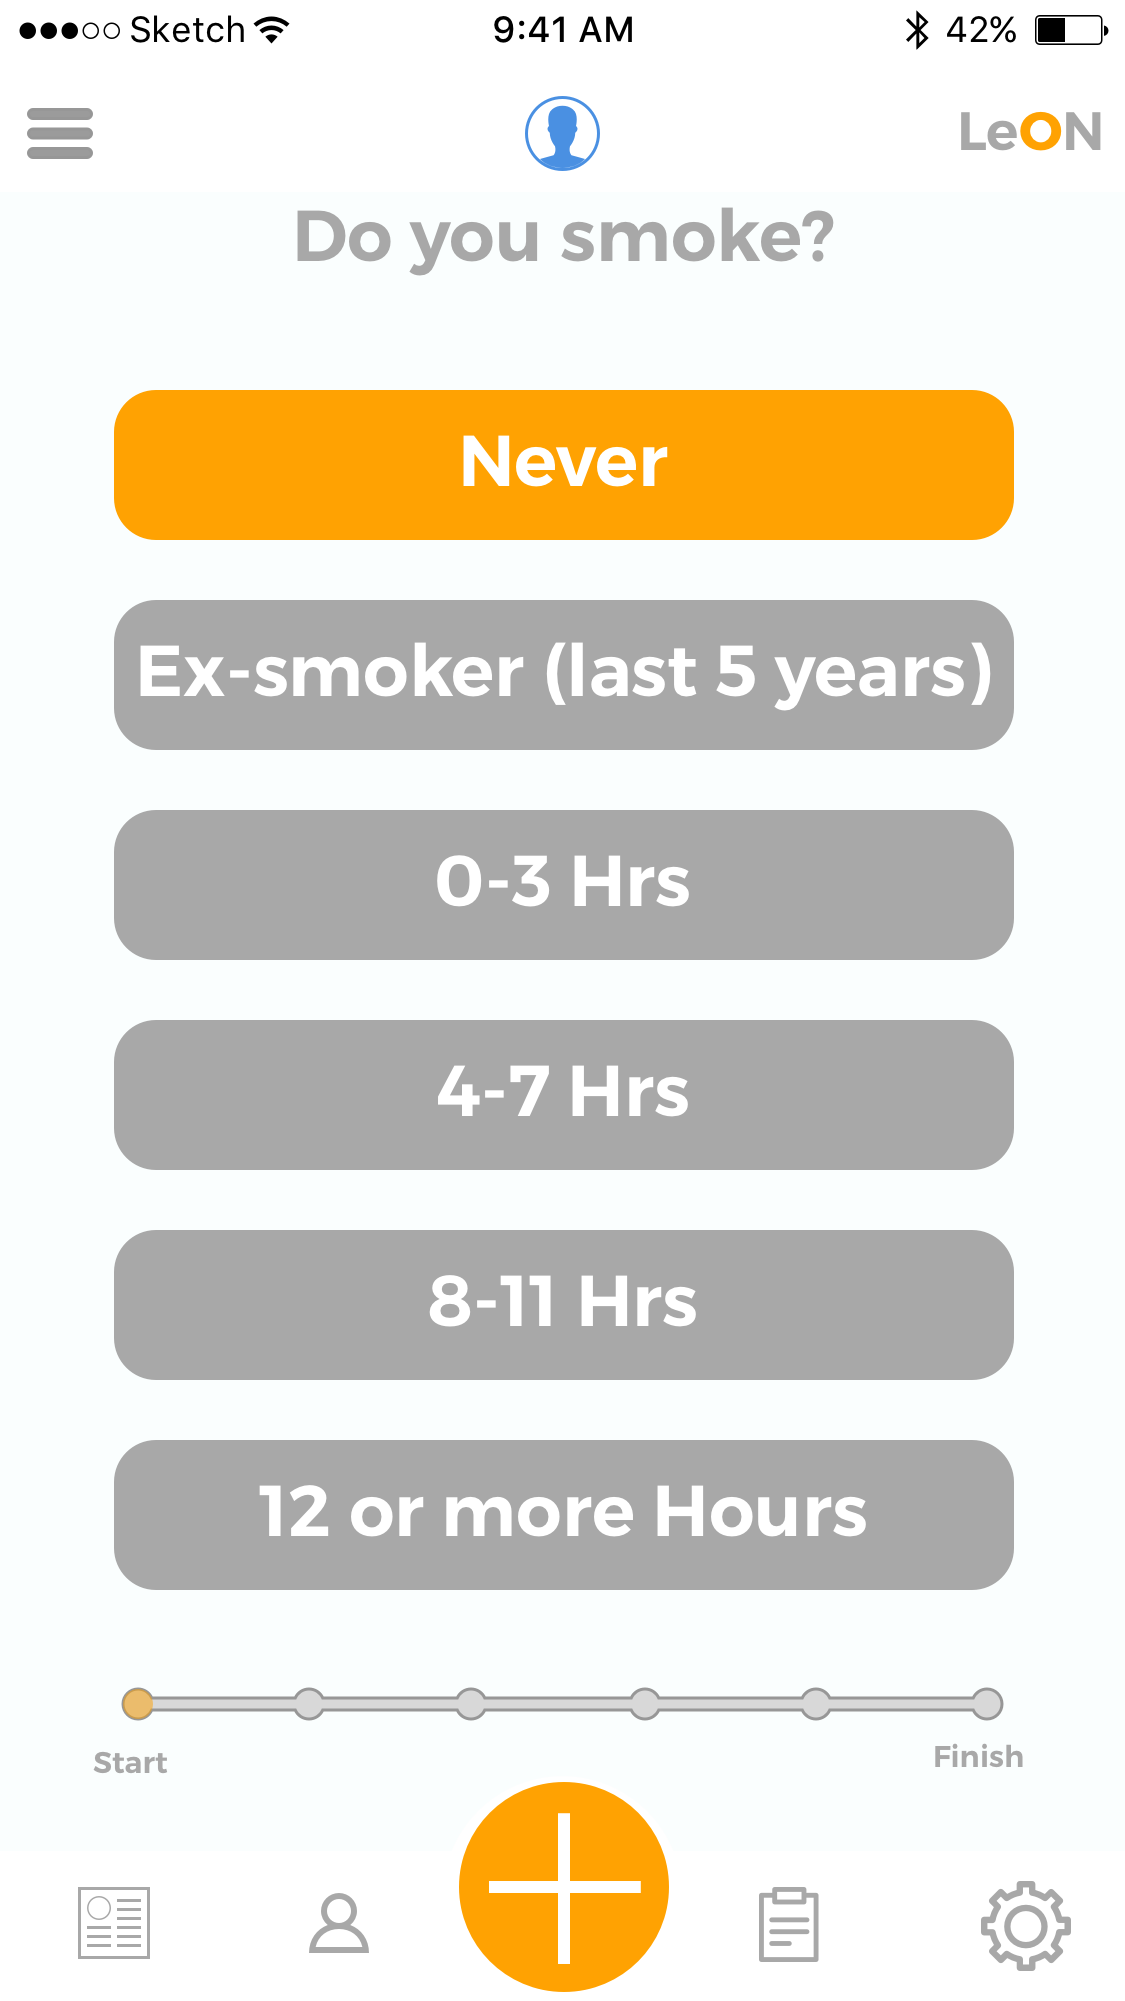 Sketch 9:41 AM 42%
LeON
Do you smoke?
Never
Ex-smoker (last 5 years)
0-3 Hrs
4-7 Hrs
8-11 Hrs
12 or more Hours
Start Finish